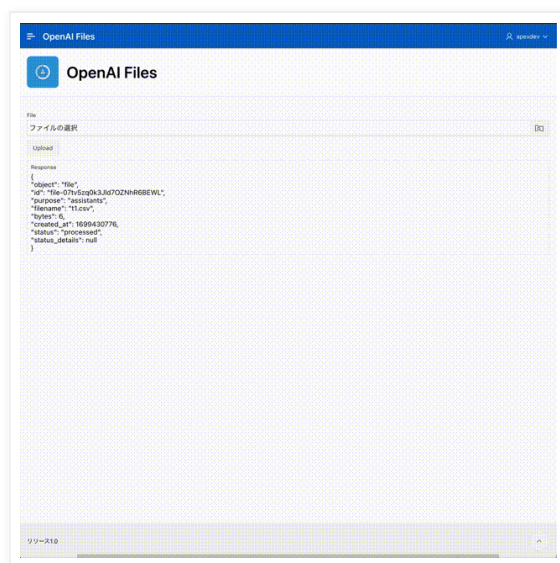 OpenAI Files
apexdev
OpenAI Files
File
ファイルの選択
Upload
Response
{
"object": "file",
"id": "file-07tv5zq0k3JId7OZNhR6BEWL",
"purpose": "assistants",
"filename": "t1.csv",
"bytes": 6,
"created_at": 1699430776,
"status": "processed",
"status_details": null
}
リリース1.0